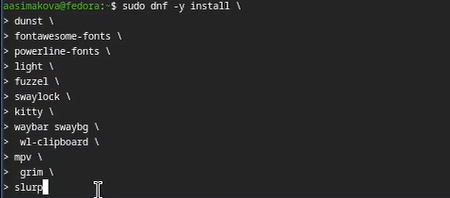 aasimakova@fedora:~$ sudo dnf -y install \
> dunst \
> fontawesome-fonts \
> powerline-fonts \
> light \
> fuzzel \
> swaylock \
> kitty \
> waybar swaybg \
>  wl-clipboard \
> mpv \
>  grim \
> slurp